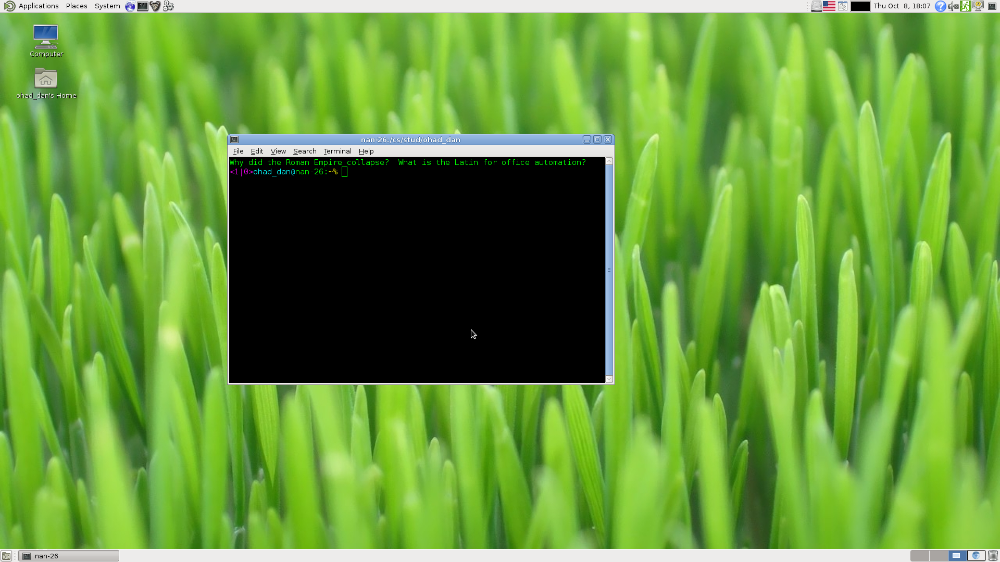 Applications Places System
Thu Oct 8, 18:07
Computer
ohad_dan's Home
nan-26:/cs/stud/ohad_dan
File Edit View Search Terminal Help
Why did the Roman Empire collapse?  What is the Latin for office automation?
<1|0>ohad_dan@nan-26:~%
nan-26